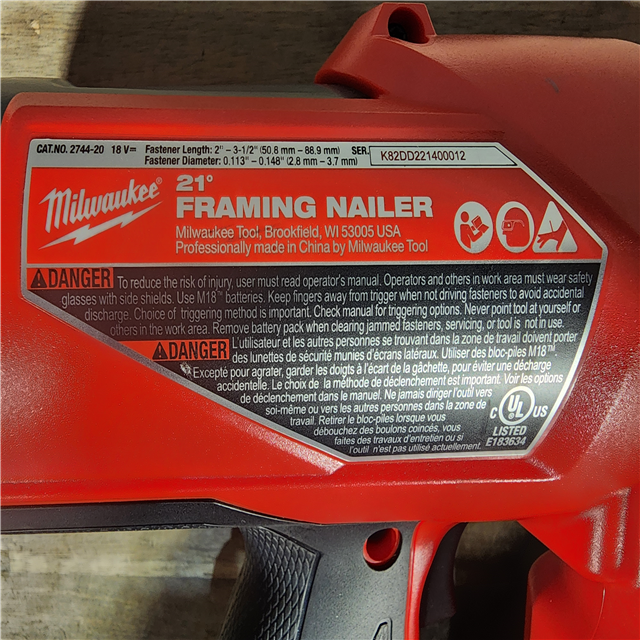 CAT.NO. 2744-20 18 V⎓ Fastener Length: 2" – 3-1/2" (50.8 mm – 88.9 mm) SER.
Fastener Diameter: 0.113" – 0.148" (2.8 mm – 3.7 mm) K82DD221400012
Milwaukee
21°
FRAMING NAILER
Milwaukee Tool, Brookfield, WI 53005 USA
Professionally made in China by Milwaukee Tool
DANGER To reduce the risk of injury, user must read operator's manual. Operators and others in work area must wear safety
glasses with side shields. Use M18™ batteries. Keep fingers away from trigger when not driving fasteners to avoid accidental
discharge. Choice of triggering method is important. Check manual for triggering options. Never point tool at yourself or
others in the work area. Remove battery pack when clearing jammed fasteners, servicing, or tool is not in use.
DANGER L'utilisateur et les autres personnes se trouvant dans la zone de travail doivent porter
des lunettes de sécurité munies d'écrans latéraux. Utiliser des bloc-piles M18™
Excepté pour agrater, garder les doigts à l'écart de la gâchette, pour éviter une décharge
accidentelle. Le choix de la méthode de déclenchement est important. Voir les options
de déclenchement dans le manuel. Ne jamais diriger l'outil vers
soi-même ou vers les autres personnes dans la zone de
travail. Retirer le bloc-piles lorsque vous
débouchez des boulons coincés, vous
faites des travaux d'entretien ou si
l'outil n'est pas utilisé actuellement.
C UL US
LISTED
E183634